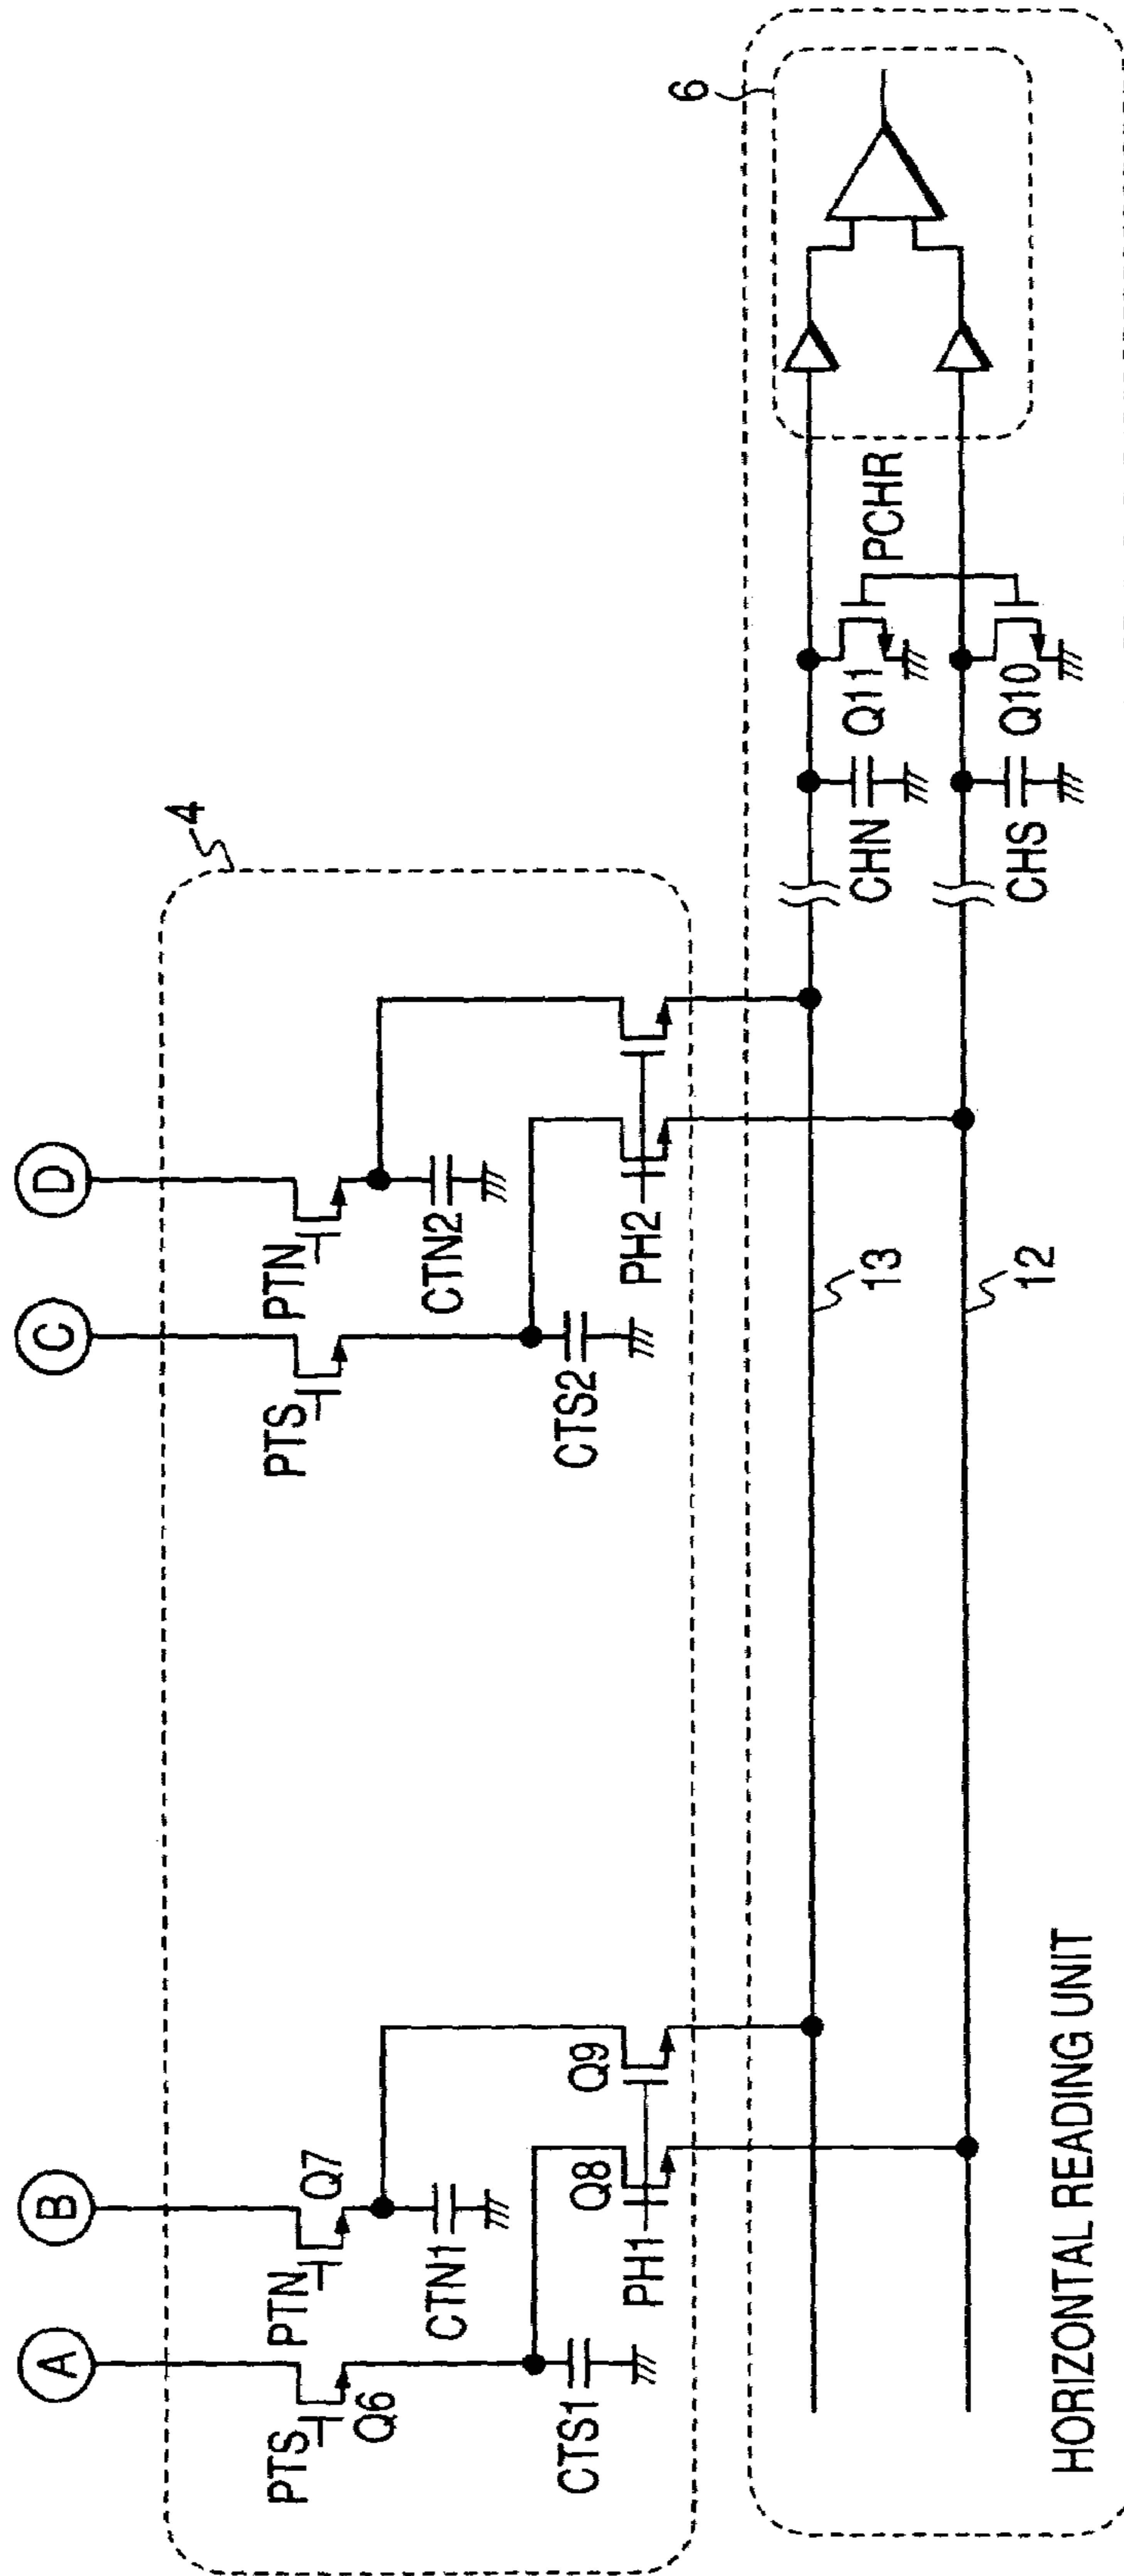 A
B
C
D
4
PTS
PTN
PTS
PTN
Q6
Q7
CTN1
CTN2
CTS1
CTS2
Q8
Q9
PH1
PH2
6
13
12
CHN
Q11
PCHR
CHS
Q10
HORIZONTAL READING UNIT